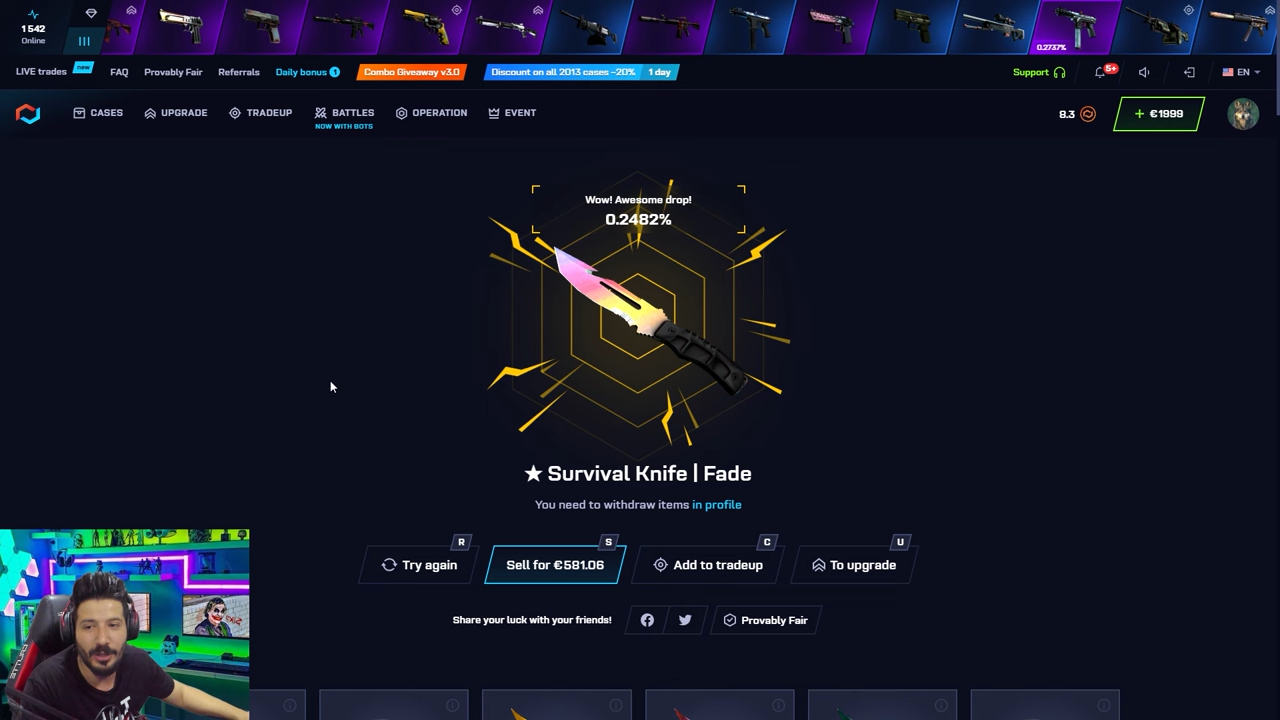 1 542
Online
0.2737%
LIVE trades
new
FAQ
Provably Fair
Referrals
Daily bonus 1
Combo Giveaway v3.0
Discount on all 2013 cases -20% 1 day
Support
5+
EN
CASES
UPGRADE
TRADEUP
BATTLES
NOW WITH BOTS
OPERATION
EVENT
8.3
+ €1999
Wow! Awesome drop!
0.2482%
★ Survival Knife | Fade
You need to withdraw items in profile
R
Try again
S
Sell for €581.06
C
Add to tradeup
U
To upgrade
Share your luck with your friends!
Provably Fair